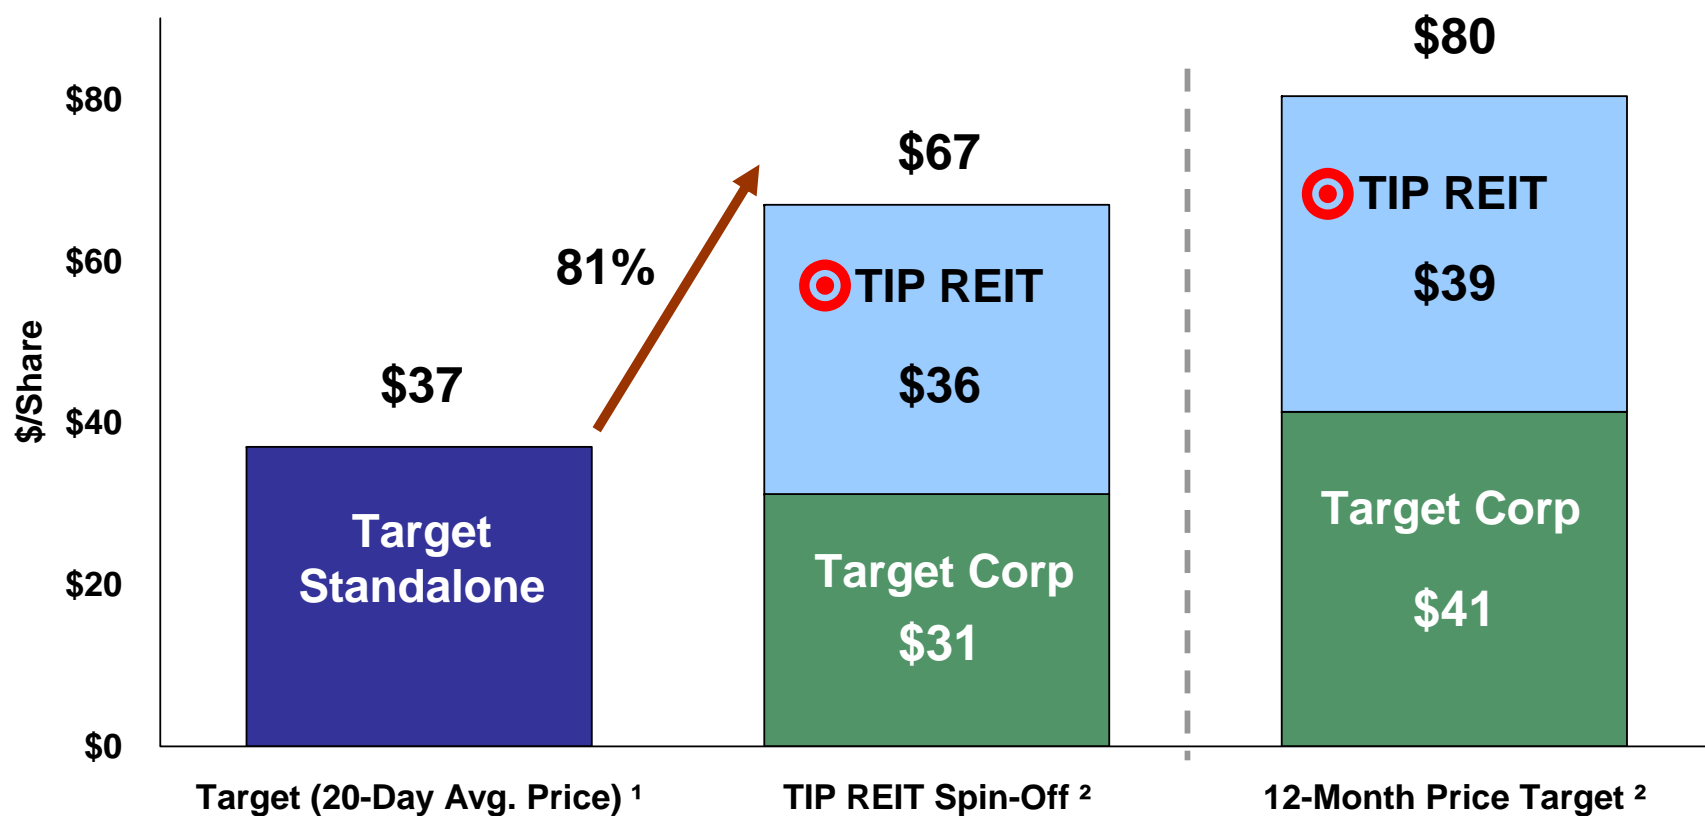 $/Share
$80
$60
$40
$20
$0
$37
Target
Standalone
81%
$67
TIP REIT
$36
Target Corp
$31
$80
TIP REIT
$39
Target Corp
$41
Target (20-Day Avg. Price) ¹
TIP REIT Spin-Off ²
12-Month Price Target ²